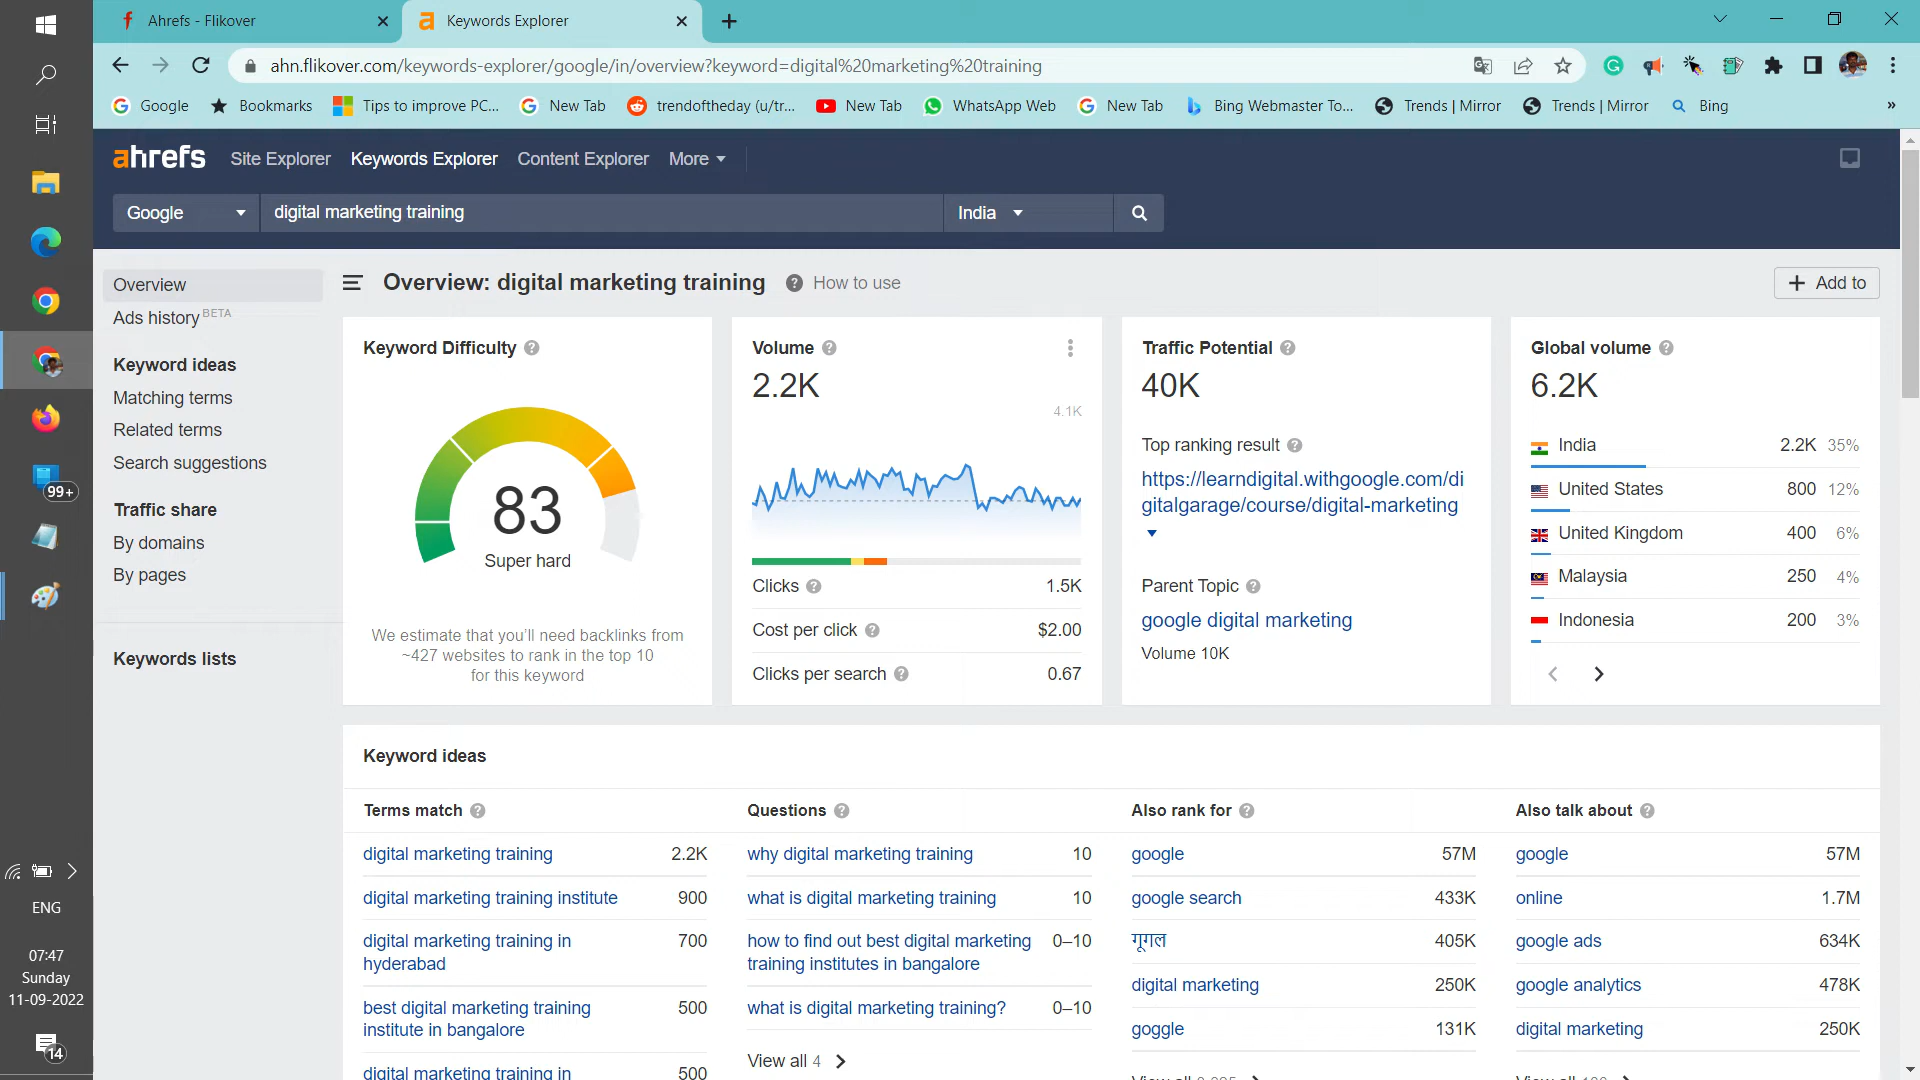 Ahrefs - Flikover
Keywords Explorer
ahn.flikover.com/keywords-explorer/google/in/overview?keyword=digital%20marketing%20training
Google
Bookmarks
Tips to improve PC...
New Tab
trendoftheday (u/tr...
New Tab
WhatsApp Web
New Tab
Bing Webmaster To...
Trends | Mirror
Trends | Mirror
Bing
»
ahrefs
Site Explorer
Keywords Explorer
Content Explorer
More
Google
digital marketing training
India
Overview
Ads history BETA
Keyword ideas
Matching terms
Related terms
Search suggestions
Traffic share
By domains
By pages
Keywords lists
Overview: digital marketing training
How to use
+ Add to
Keyword Difficulty
83
Super hard
We estimate that you'll need backlinks from
~427 websites to rank in the top 10
for this keyword
Volume
2.2K
4.1K
Clicks 1.5K
Cost per click $2.00
Clicks per search 0.67
Traffic Potential
40K
Top ranking result
https://learndigital.withgoogle.com/di
gitalgarage/course/digital-marketing
Parent Topic
google digital marketing
Volume 10K
Global volume
6.2K
India 2.2K 35%
United States 800 12%
United Kingdom 400 6%
Malaysia 250 4%
Indonesia 200 3%
Keyword ideas
Terms match
digital marketing training 2.2K
digital marketing training institute 900
digital marketing training in 700
hyderabad
best digital marketing training 500
institute in bangalore
digital marketing training in 500
Questions
why digital marketing training 10
what is digital marketing training 10
how to find out best digital marketing 0–10
training institutes in bangalore
what is digital marketing training? 0–10
View all 4
Also rank for
google 57M
google search 433K
गूगल 405K
digital marketing 250K
goggle 131K
View all
Also talk about
google 57M
online 1.7M
google ads 634K
google analytics 478K
digital marketing 250K
View all
99+
ENG
07:47
Sunday
11-09-2022
14